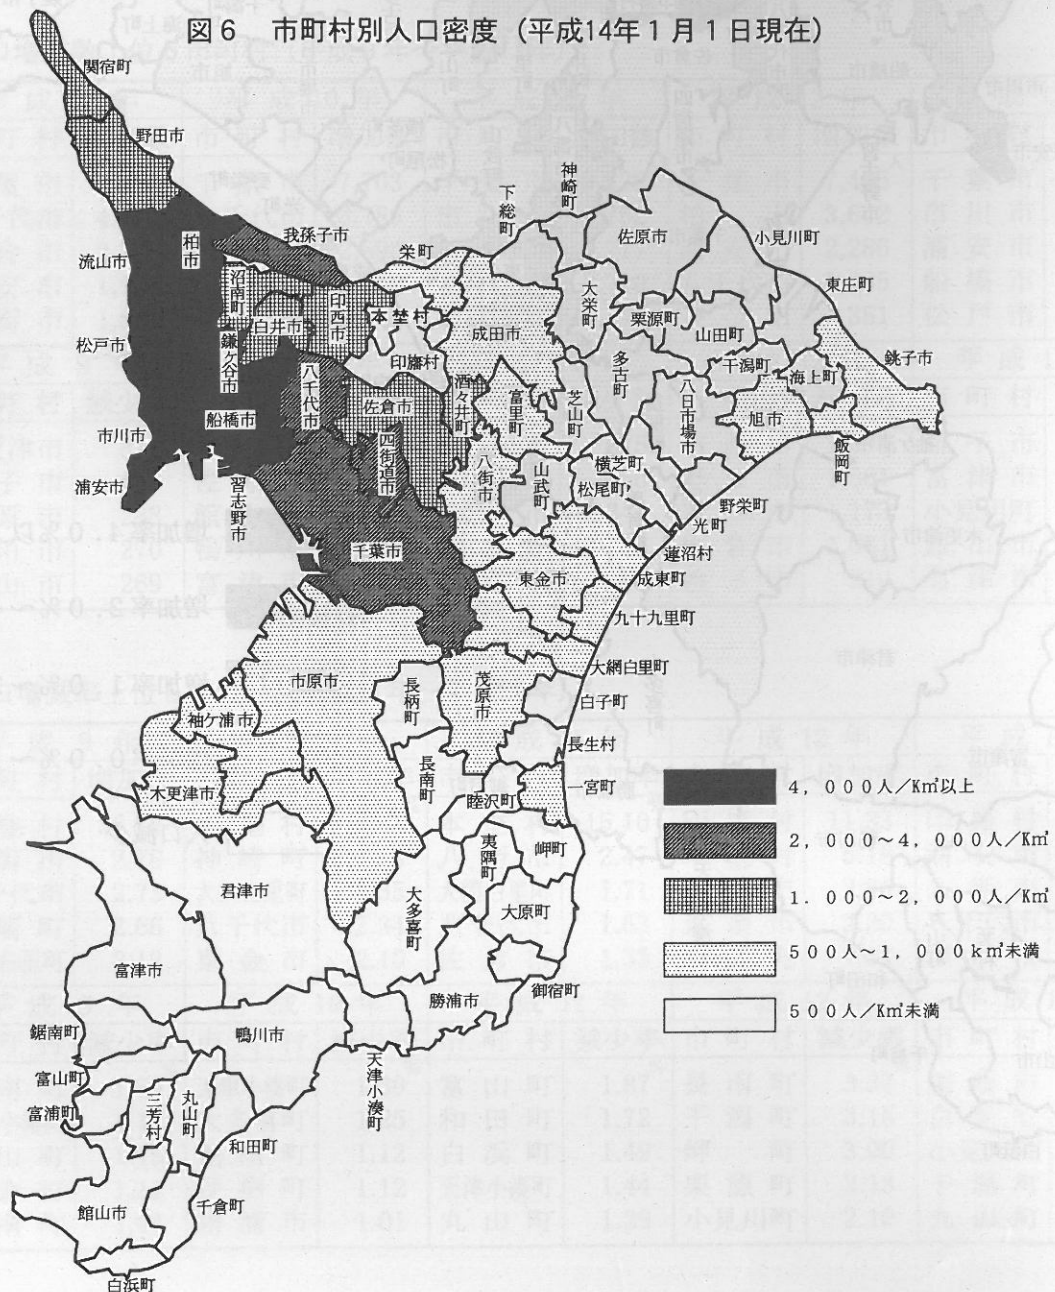 図6　市町村別人口密度（平成14年1月1日現在）
関宿町
野田市
神崎町
下総町
我孫子市
栄町
佐原市
小見川町
柏市
流山市
東庄町
沼南町
印西市
本埜村
大栄町
栗源町
白井市
成田市
山田町
松戸市
鎌ケ谷市
印旛村
多古町
干潟町
銚子市
八千代市
酒々井町
海上町
佐倉市
富里町
芝山町
八日市場市
旭市
船橋市
市川市
四街道市
八街市
横芝町
飯岡町
山武町
松尾町
浦安市
習志野市
野栄町
光町
千葉市
蓮沼村
東金市
成東町
九十九里町
大網白里町
市原市
長柄町
茂原市
白子町
袖ケ浦市
長生村
長南町
木更津市
睦沢町
一宮町
夷隅町
岬町
君津市
大多喜町
大原町
富津市
勝浦市
御宿町
鋸南町
鴨川市
天津小湊町
富山町
富浦町
三芳村
丸山町
和田町
館山市
千倉町
白浜町
4，000人／K㎡以上
2，000～4，000人／K㎡
1．000～2，000人／K㎡
500人～1，000k㎡未満
500人／K㎡未満